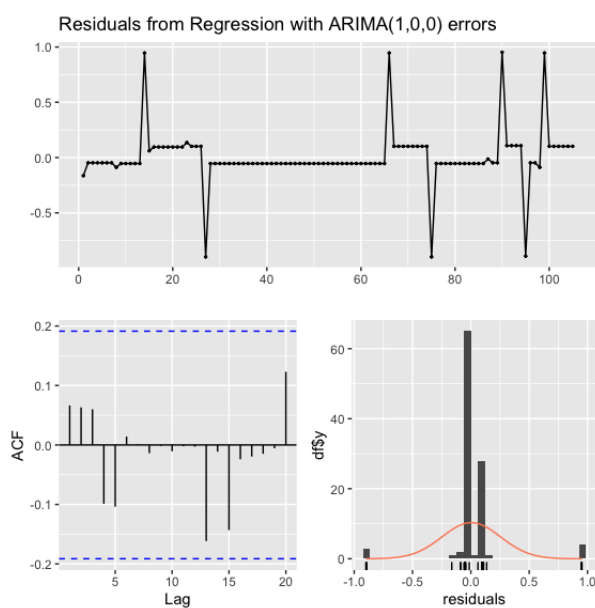 Residuals from Regression with ARIMA(1,0,0) errors
1.0
0.5
0.0
-0.5
0 20 40 60 80 100
0.2
0.1
0.0
-0.1
-0.2
ACF
5 10 15 20
Lag
60
40
20
0
df$y
-1.0 -0.5 0.0 0.5 1.0
residuals